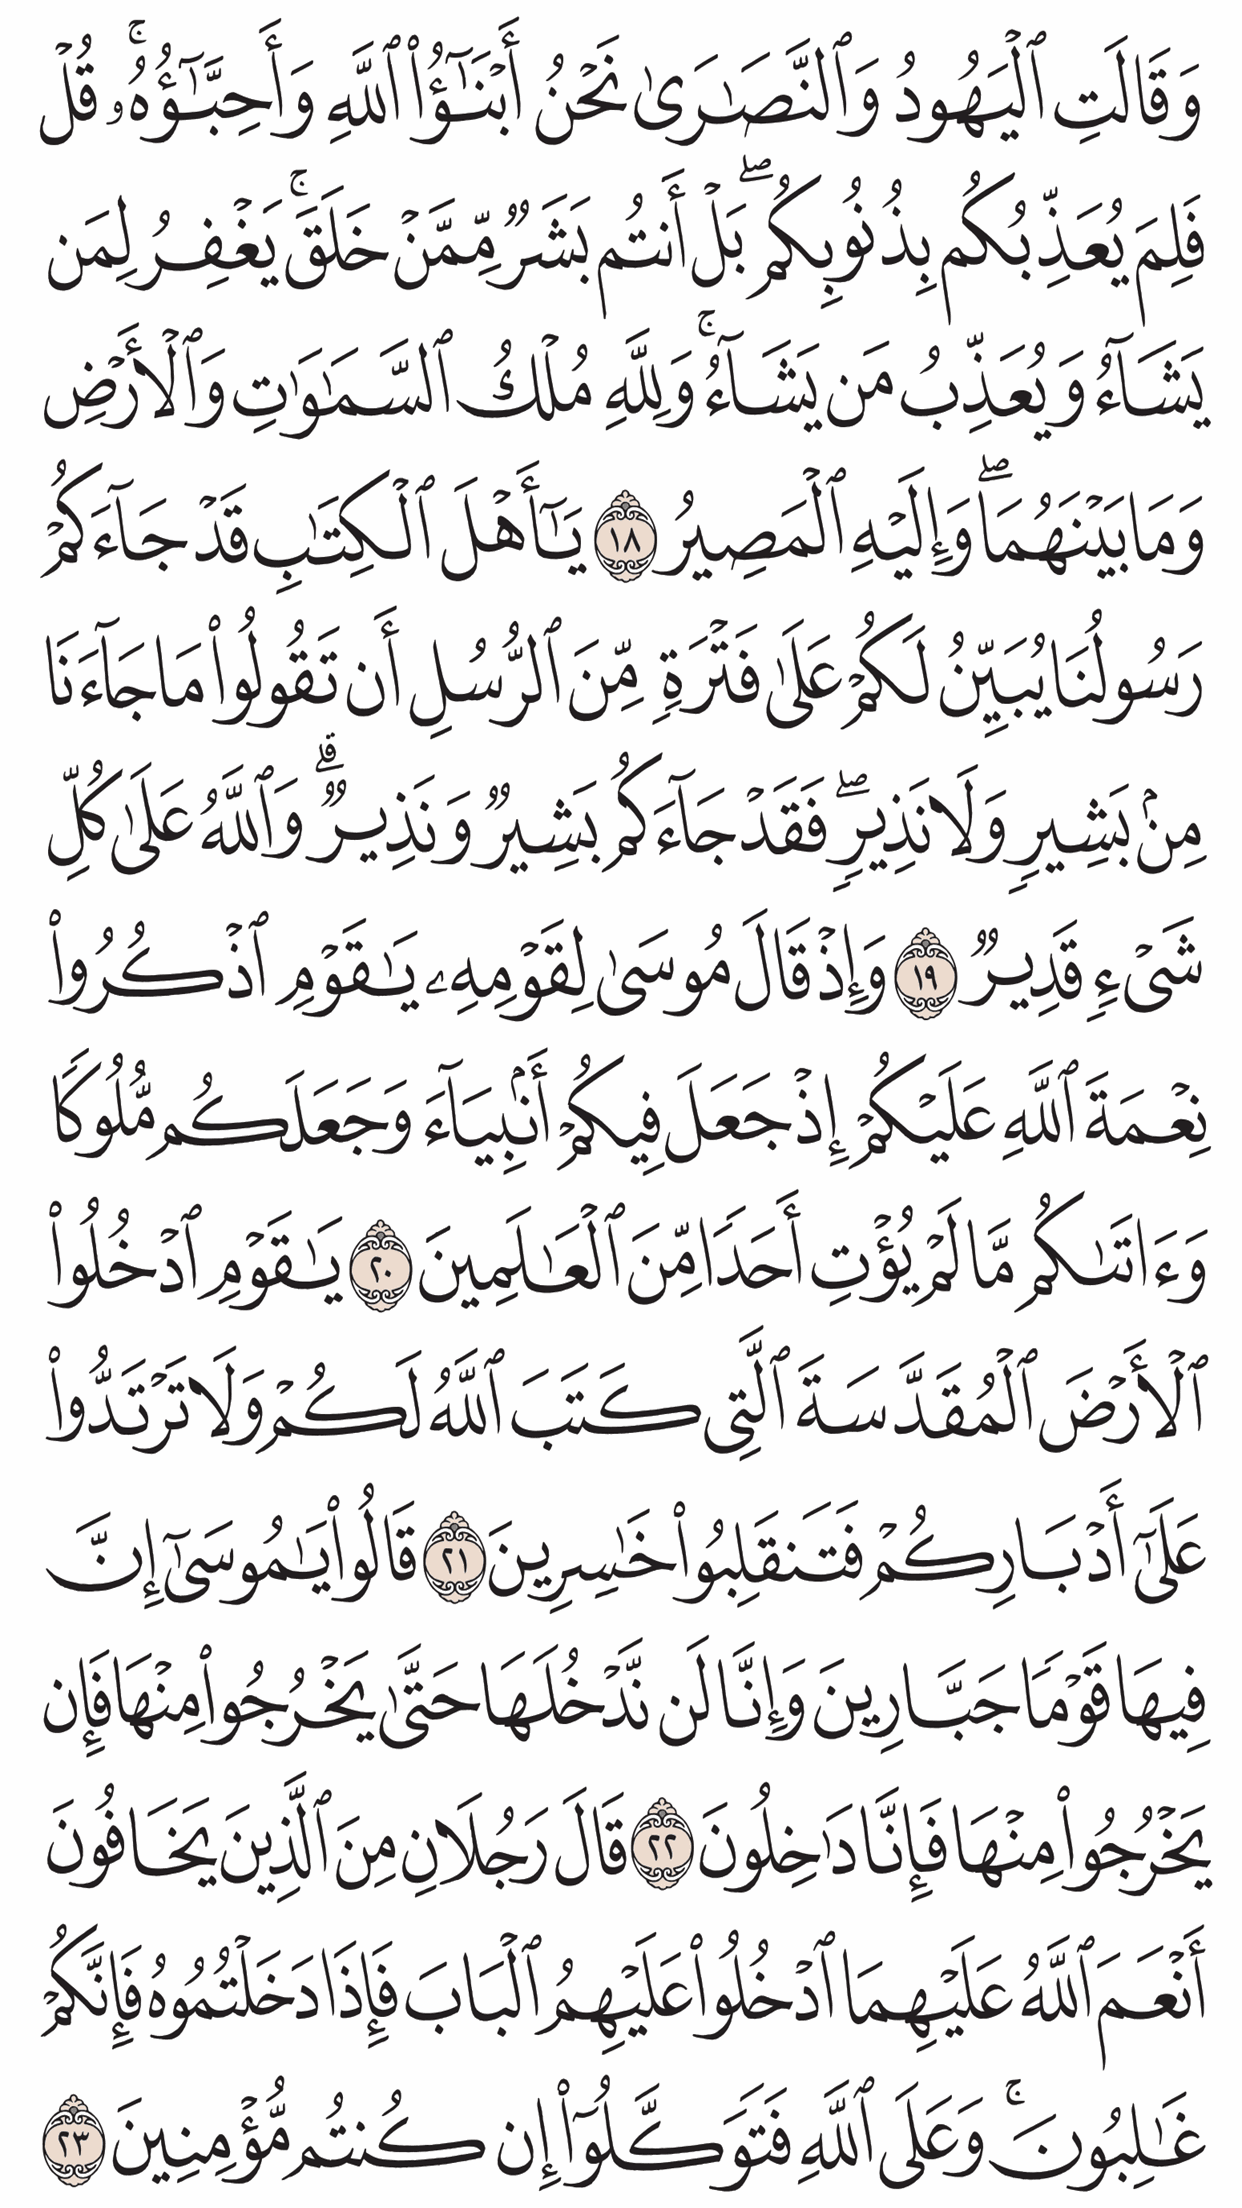 وَقَالَتِ ٱلْيَهُودُ وَٱلنَّصَـٰرَىٰ نَحْنُ أَبْنَـٰٓؤُا۟ ٱللَّهِ وَأَحِبَّـٰٓؤُهُۥ ۚ قُلْ
فَلِمَ يُعَذِّبُكُم بِذُنُوبِكُم ۖ بَلْ أَنتُم بَشَرٌ مِّمَّنْ خَلَقَ ۚ يَغْفِرُ لِمَن
يَشَآءُ وَيُعَذِّبُ مَن يَشَآءُ ۚ وَلِلَّهِ مُلْكُ ٱلسَّمَـٰوَٰتِ وَٱلْأَرْضِ
وَمَا بَيْنَهُمَا ۖ وَإِلَيْهِ ٱلْمَصِيرُ ١٨ يَـٰٓأَهْلَ ٱلْكِتَـٰبِ قَدْ جَآءَكُمْ
رَسُولُنَا يُبَيِّنُ لَكُمْ عَلَىٰ فَتْرَةٍ مِّنَ ٱلرُّسُلِ أَن تَقُولُوا۟ مَا جَآءَنَا
مِنۢ بَشِيرٍ وَلَا نَذِيرٍ ۖ فَقَدْ جَآءَكُم بَشِيرٌ وَنَذِيرٌ ۗ وَٱللَّهُ عَلَىٰ كُلِّ
شَىْءٍ قَدِيرٌ ١٩ وَإِذْ قَالَ مُوسَىٰ لِقَوْمِهِۦ يَـٰقَوْمِ ٱذْكُرُوا۟
نِعْمَةَ ٱللَّهِ عَلَيْكُمْ إِذْ جَعَلَ فِيكُمْ أَنۢبِيَآءَ وَجَعَلَكُم مُّلُوكًا
وَءَاتَىٰكُم مَّا لَمْ يُؤْتِ أَحَدًا مِّنَ ٱلْعَـٰلَمِينَ ٢٠ يَـٰقَوْمِ ٱدْخُلُوا۟
ٱلْأَرْضَ ٱلْمُقَدَّسَةَ ٱلَّتِى كَتَبَ ٱللَّهُ لَكُمْ وَلَا تَرْتَدُّوا۟
عَلَىٰٓ أَدْبَارِكُمْ فَتَنقَلِبُوا۟ خَـٰسِرِينَ ٢١ قَالُوا۟ يَـٰمُوسَىٰٓ إِنَّ
فِيهَا قَوْمًا جَبَّارِينَ وَإِنَّا لَن نَّدْخُلَهَا حَتَّىٰ يَخْرُجُوا۟ مِنْهَا فَإِن
يَخْرُجُوا۟ مِنْهَا فَإِنَّا دَٰخِلُونَ ٢٢ قَالَ رَجُلَانِ مِنَ ٱلَّذِينَ يَخَافُونَ
أَنْعَمَ ٱللَّهُ عَلَيْهِمَا ٱدْخُلُوا۟ عَلَيْهِمُ ٱلْبَابَ فَإِذَا دَخَلْتُمُوهُ فَإِنَّكُمْ
غَـٰلِبُونَ ۚ وَعَلَى ٱللَّهِ فَتَوَكَّلُوٓا۟ إِن كُنتُم مُّؤْمِنِينَ ٢٣